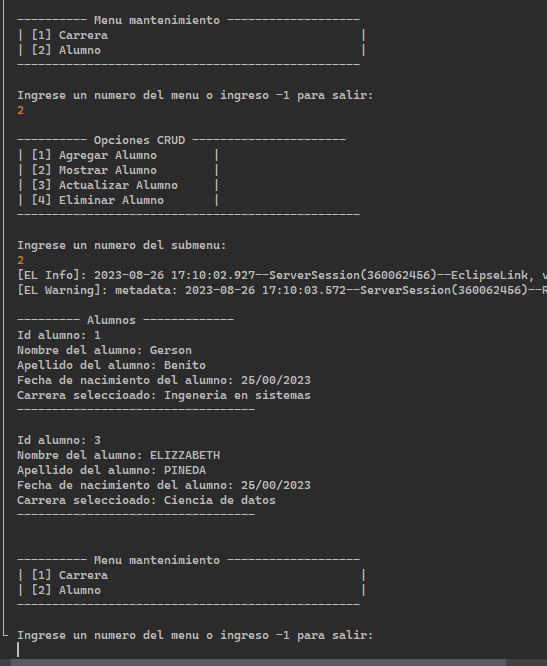 ---------- Menu mantenimiento -------------------
| [1] Carrera                                    |
| [2] Alumno                                     |
-------------------------------------------------
Ingrese un numero del menu o ingreso -1 para salir:
2
---------- Opciones CRUD ----------------------
| [1] Agregar Alumno        |
| [2] Mostrar Alumno        |
| [3] Actualizar Alumno     |
| [4] Eliminar Alumno       |
-------------------------------------------------
Ingrese un numero del submenu:
2
[EL Info]: 2023-08-26 17:10:02.927--ServerSession(360062456)--EclipseLink, v
[EL Warning]: metadata: 2023-08-26 17:10:03.572--ServerSession(360062456)--R
--------- Alumnos -------------
Id alumno: 1
Nombre del alumno: Gerson
Apellido del alumno: Benito
Fecha de nacimento del alumno: 25/00/2023
Carrera seleccioado: Ingeneria en sistemas
----------------------------------
Id alumno: 3
Nombre del alumno: ELIZZABETH
Apellido del alumno: PINEDA
Fecha de nacimiento del alumno: 25/00/2023
Carrera seleccioado: Ciencia de datos
----------------------------------
---------- Menu mantenimiento -------------------
| [1] Carrera                                    |
| [2] Alumno                                     |
-------------------------------------------------
Ingrese un numero del menu o ingreso -1 para salir: